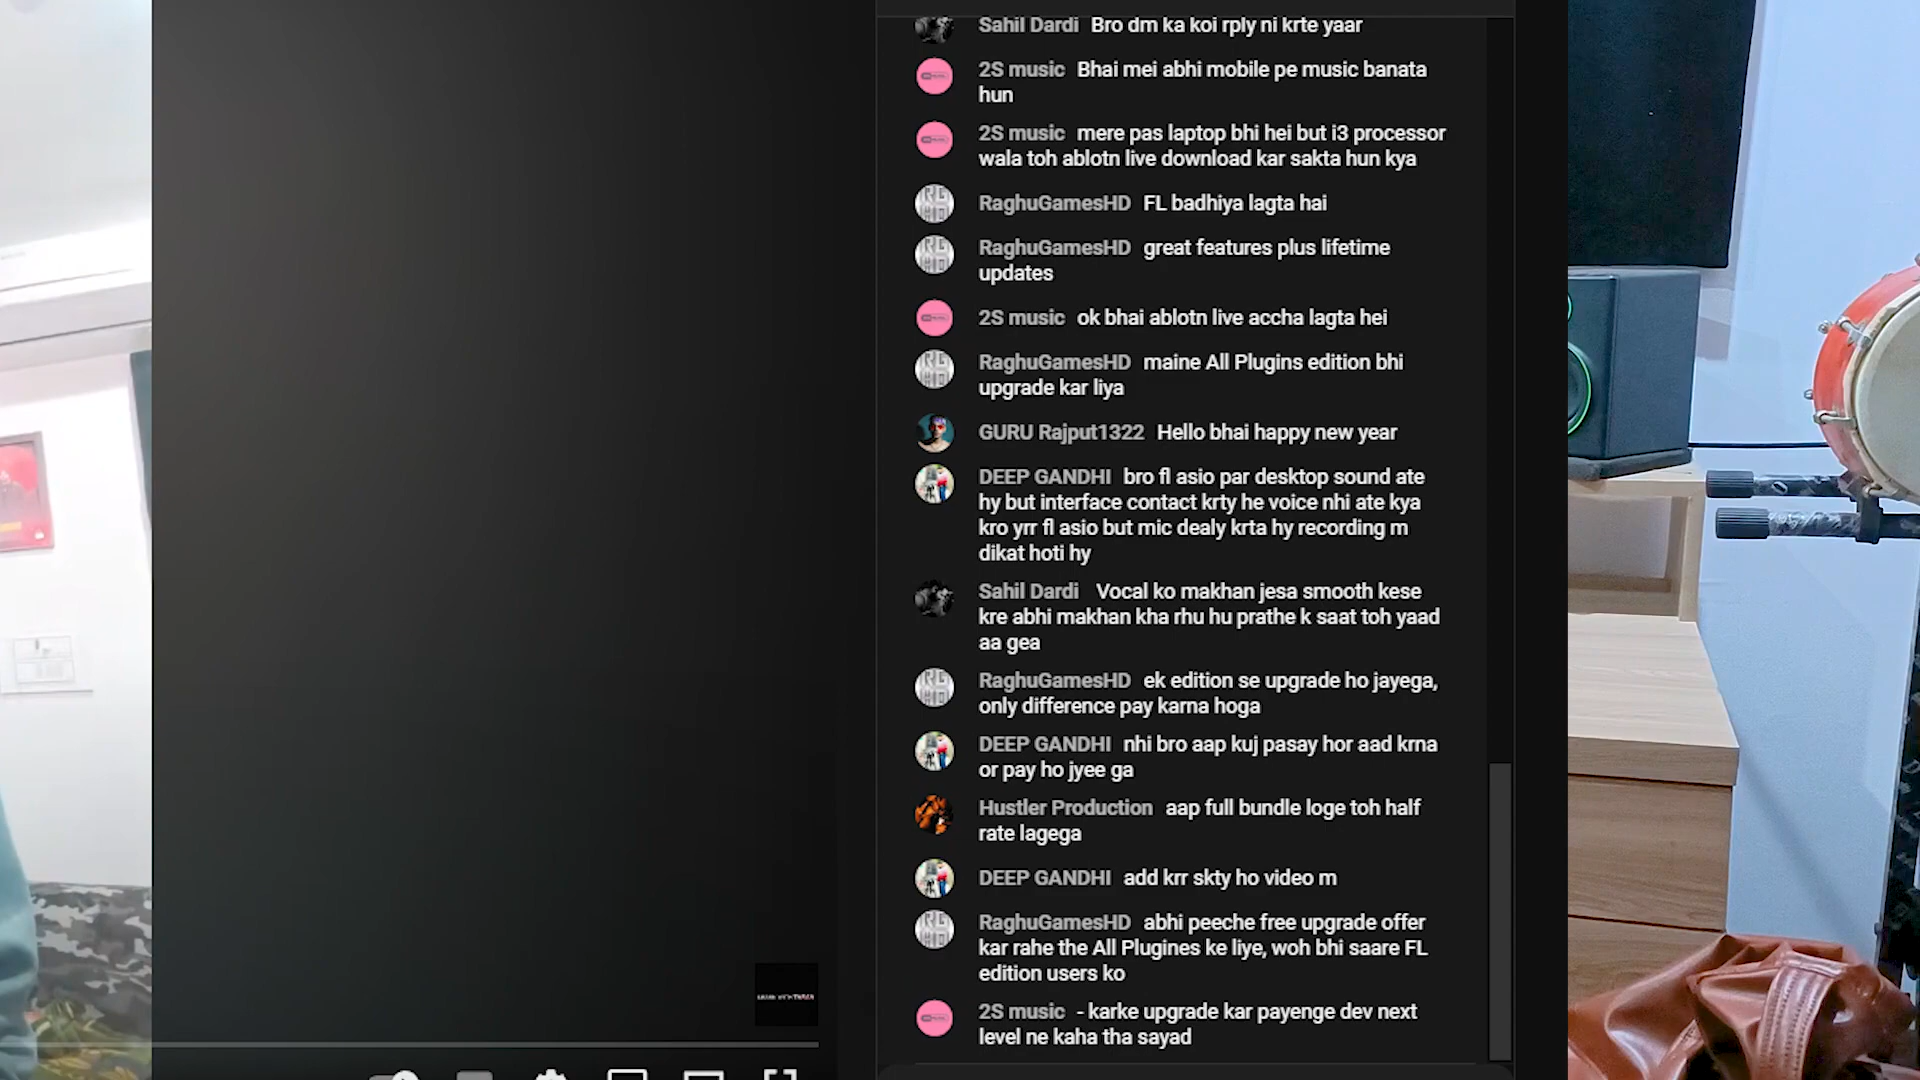 Sahil Dardi Bro dm ka koi rply ni krte yaar
2S music Bhai mei abhi mobile pe music banata
hun
2S music mere pas laptop bhi hei but i3 processor
wala toh ablotn live download kar sakta hun kya
RaghuGamesHD FL badhiya lagta hai
RaghuGamesHD great features plus lifetime
updates
2S music ok bhai ablotn live accha lagta hei
RaghuGamesHD maine All Plugins edition bhi
upgrade kar liya
GURU Rajput1322 Hello bhai happy new year
DEEP GANDHI bro fl asio par desktop sound ate
hy but interface contact krty he voice nhi ate kya
kro yrr fl asio but mic dealy krta hy recording m
dikat hoti hy
Sahil Dardi Vocal ko makhan jesa smooth kese
kre abhi makhan kha rhu hu prathe k saat toh yaad
aa gea
RaghuGamesHD ek edition se upgrade ho jayega,
only difference pay karna hoga
DEEP GANDHI nhi bro aap kuj pasay hor aad krna
or pay ho jyee ga
Hustler Production aap full bundle loge toh half
rate lagega
DEEP GANDHI add krr skty ho video m
RaghuGamesHD abhi peeche free upgrade offer
kar rahe the All Plugines ke liye, woh bhi saare FL
edition users ko
2S music - karke upgrade kar payenge dev next
level ne kaha tha sayad